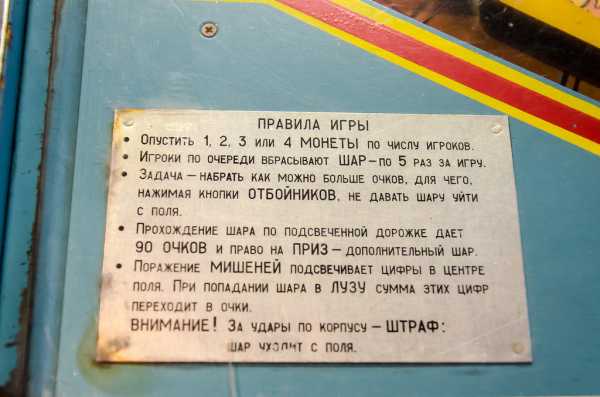 ПРАВИЛА ИГРЫ
• Опустить 1, 2, 3 или 4 МОНЕТЫ по числу игроков.
• Игроки по очереди вбрасывают ШАР – по 5 раз за игру.
• Задача – набрать как можно больше очков, для чего,
нажимая кнопки ОТБОЙНИКОВ, не давать шару уйти
с поля.
• Прохождение шара по подсвеченной дорожке дает
90 ОЧКОВ и право на ПРИЗ – дополнительный шар.
• Поражение МИШЕНЕЙ подсвечивает цифры в центре
поля. При попадании шара в ЛУЗУ сумма этих цифр
переходит в очки.
ВНИМАНИЕ! За удары по корпусу – ШТРАФ:
шар уходит с поля.